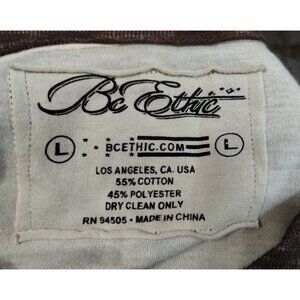 Bc Ethic
L BCETHIC.COM L
LOS ANGELES, CA. USA
55% COTTON
45% POLYESTER
DRY CLEAN ONLY
RN 94505 • MADE IN CHINA